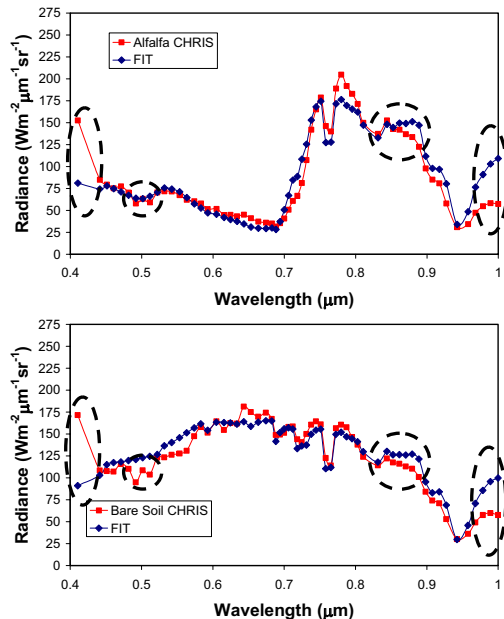 275
250
225
200
175
150
125
100
75
50
25
0
Radiance (Wm-2μm-1sr-1)
Alfalfa CHRIS
FIT
0.4 0.5 0.6 0.7 0.8 0.9 1
Wavelength (μm)
275
250
225
200
175
150
125
100
75
50
25
0
Radiance (Wm-2μm-1sr-1)
Bare Soil CHRIS
FIT
0.4 0.5 0.6 0.7 0.8 0.9 1
Wavelength (μm)